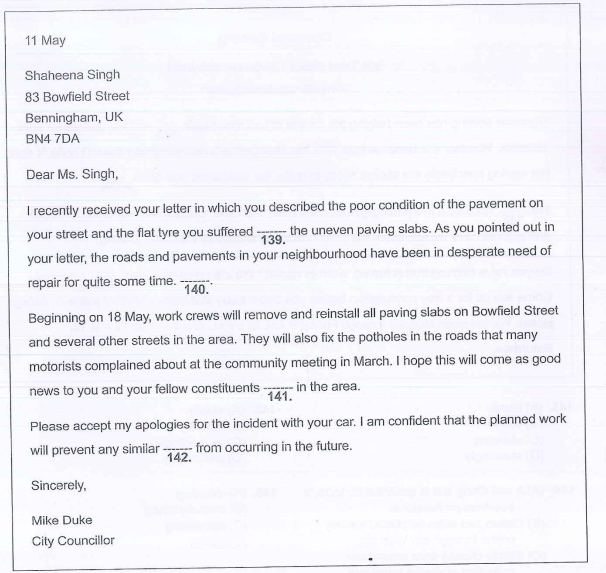 11 May
Shaheena Singh
83 Bowfield Street
Benningham, UK
BN4 7DA
Dear Ms. Singh,
I recently received your letter in which you described the poor condition of the pavement on
your street and the flat tyre you suffered ------- the uneven paving slabs. As you pointed out in
139.
your letter, the roads and pavements in your neighbourhood have been in desperate need of
repair for quite some time. -------.
140.
Beginning on 18 May, work crews will remove and reinstall all paving slabs on Bowfield Street
and several other streets in the area. They will also fix the potholes in the roads that many
motorists complained about at the community meeting in March. I hope this will come as good
news to you and your fellow constituents ------- in the area.
141.
Please accept my apologies for the incident with your car. I am confident that the planned work
will prevent any similar ------- from occurring in the future.
142.
Sincerely,
Mike Duke
City Councillor